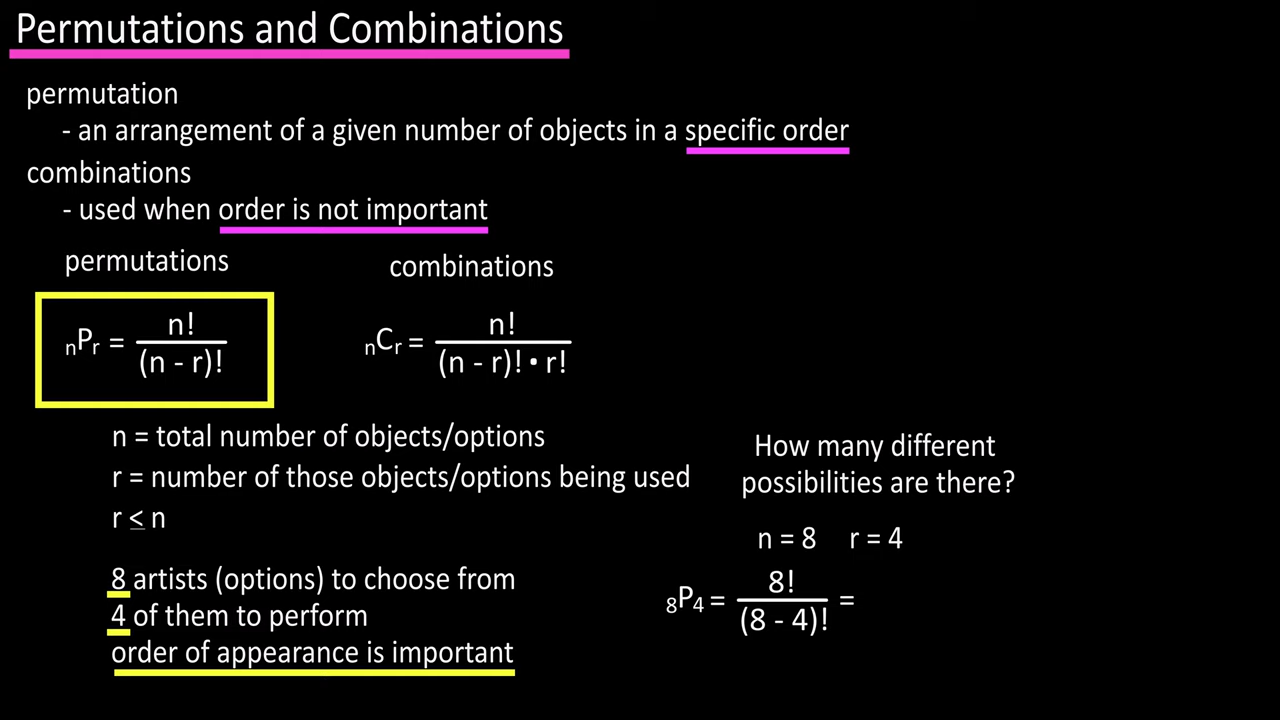 Permutations and Combinations
permutation
- an arrangement of a given number of objects in a specific order
combinations
- used when order is not important
permutations
nPr = n! / (n - r)!
combinations
nCr = n! / (n - r)! • r!
n = total number of objects/options
r = number of those objects/options being used
r ≤ n
8 artists (options) to choose from
4 of them to perform
order of appearance is important
How many different
possibilities are there?
n = 8 r = 4
8P4 = 8! / (8 - 4)! =